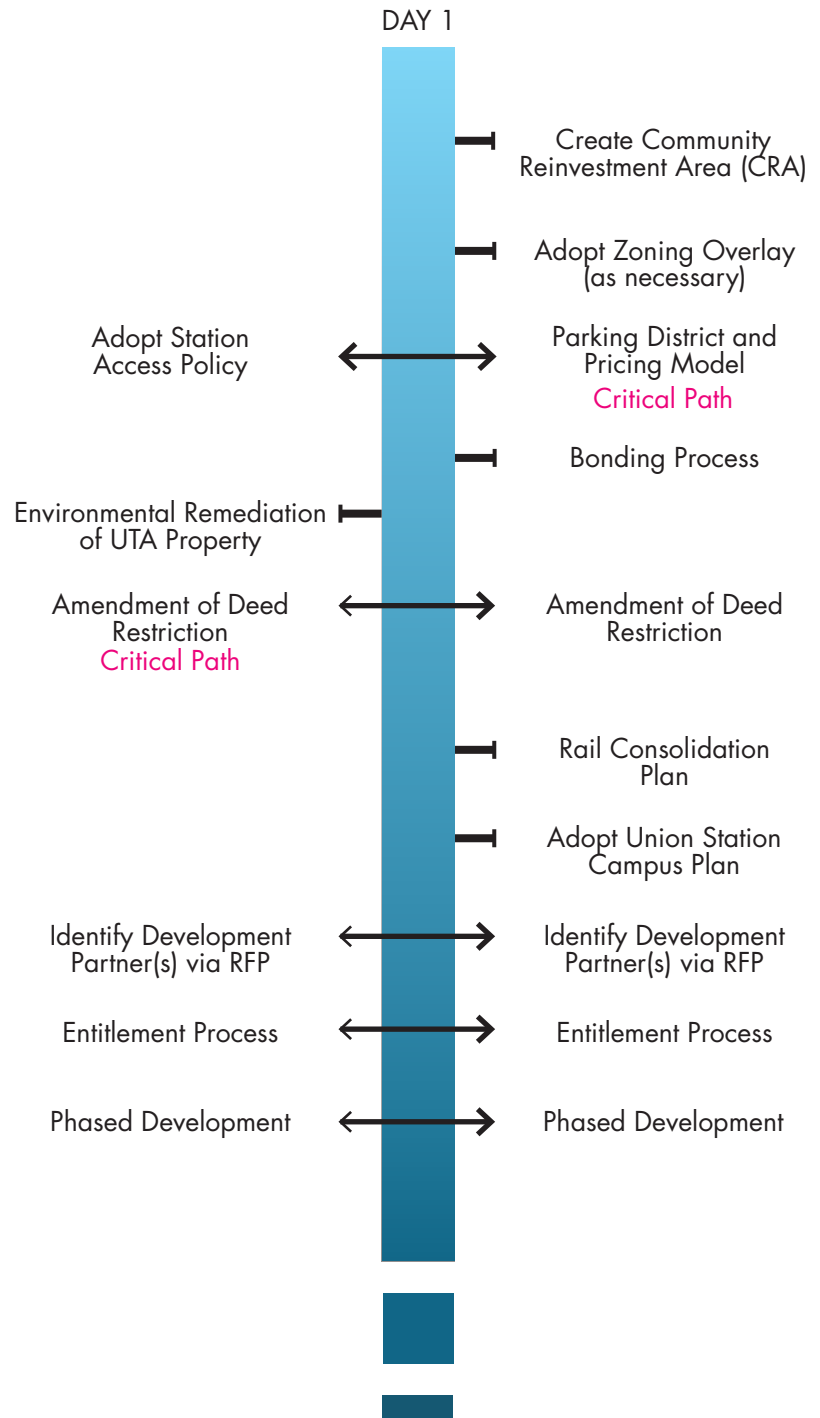 DAY 1
Create Community
Reinvestment Area (CRA)
Adopt Zoning Overlay
(as necessary)
Adopt Station
Access Policy
Parking District and
Pricing Model
Critical Path
Bonding Process
Environmental Remediation
of UTA Property
Amendment of Deed
Restriction
Critical Path
Amendment of Deed
Restriction
Rail Consolidation
Plan
Adopt Union Station
Campus Plan
Identify Development
Partner(s) via RFP
Identify Development
Partner(s) via RFP
Entitlement Process
Entitlement Process
Phased Development
Phased Development